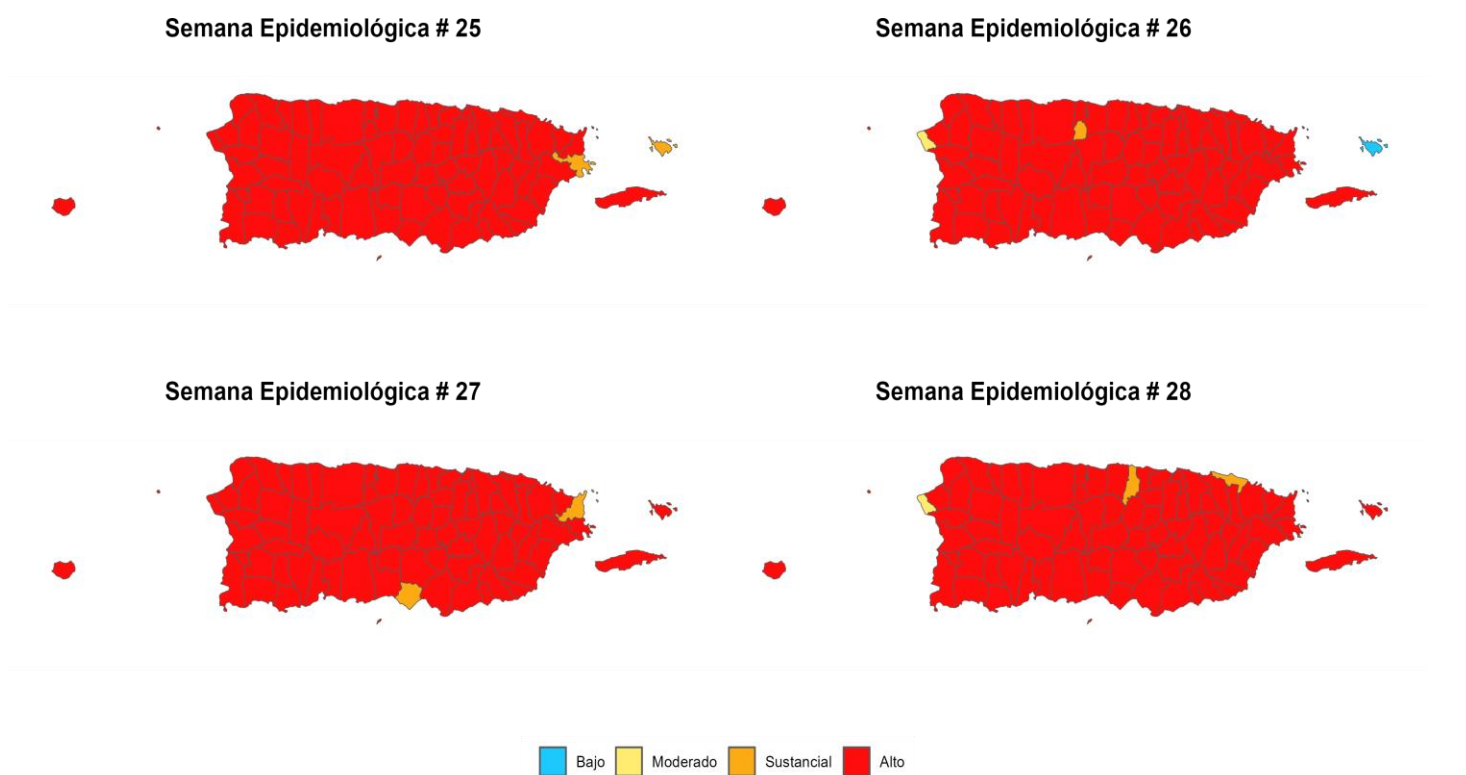 Semana Epidemiológica # 25
Semana Epidemiológica # 26
Semana Epidemiológica # 27
Semana Epidemiológica # 28
Bajo Moderado Sustancial Alto